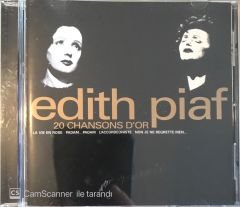 edith piaf
20 CHANSONS D'OR
LA VIE EN ROSE PADAM... PADAM L'ACCORDEONISTE NON JE NE REGRETTE RIEN...
CS CamScanner ile tarandı